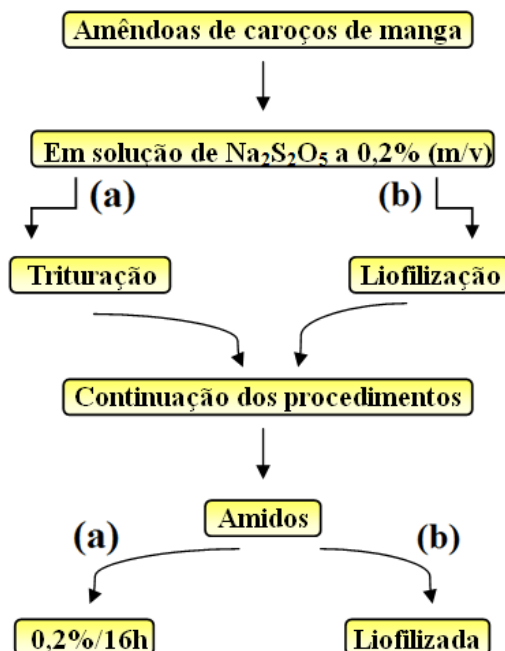 Amêndoas de caroços de manga
Em solução de Na₂S₂O₅ a 0,2% (m/v)
(a) (b)
Trituração Liofilização
Continuação dos procedimentos
Amidos
(a) (b)
0,2%/16h Liofilizada